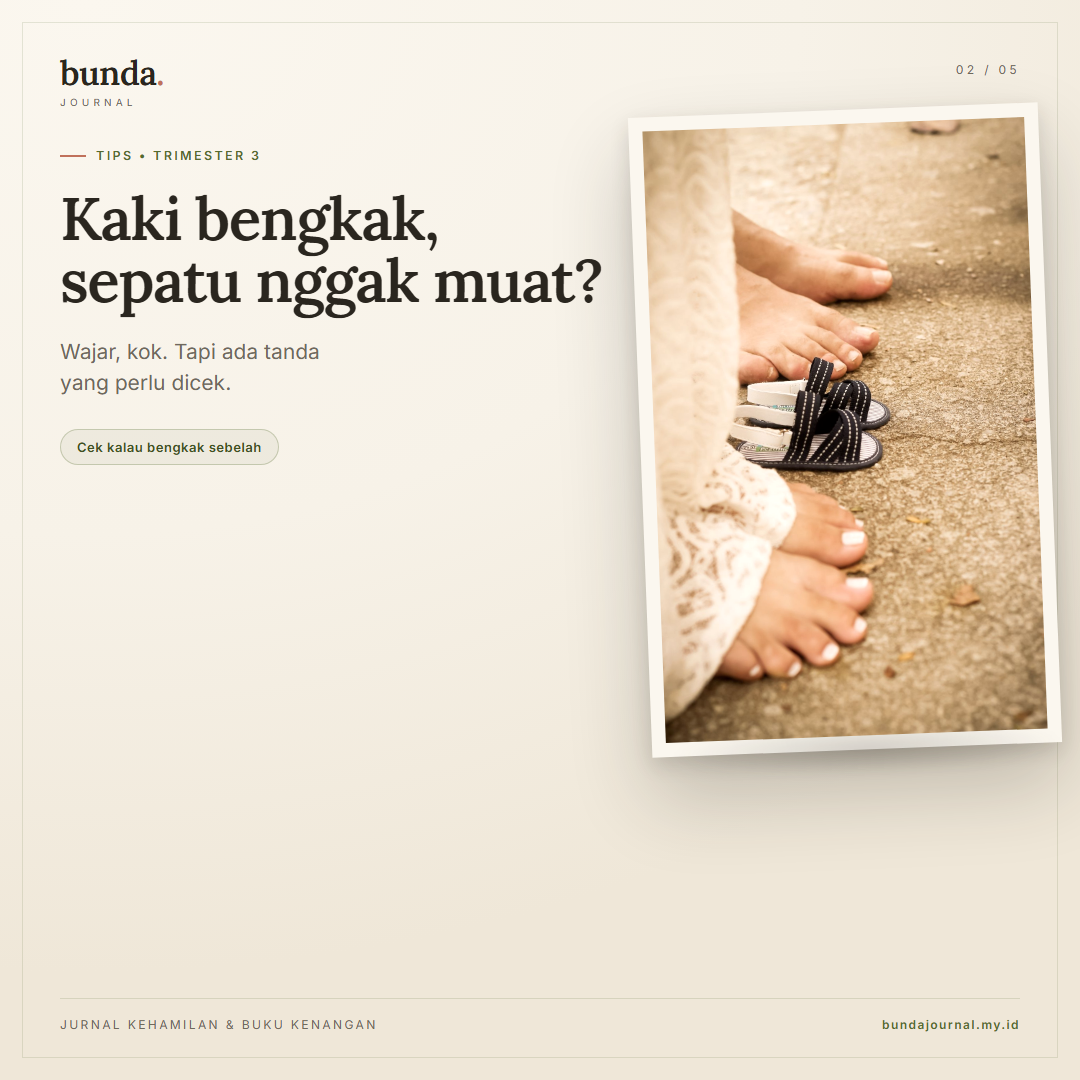 bunda.
JOURNAL
02 / 05
TIPS • TRIMESTER 3
Kaki bengkak,
sepatu nggak muat?
Wajar, kok. Tapi ada tanda
yang perlu dicek.
Cek kalau bengkak sebelah
JURNAL KEHAMILAN & BUKU KENANGAN
bundajournal.my.id